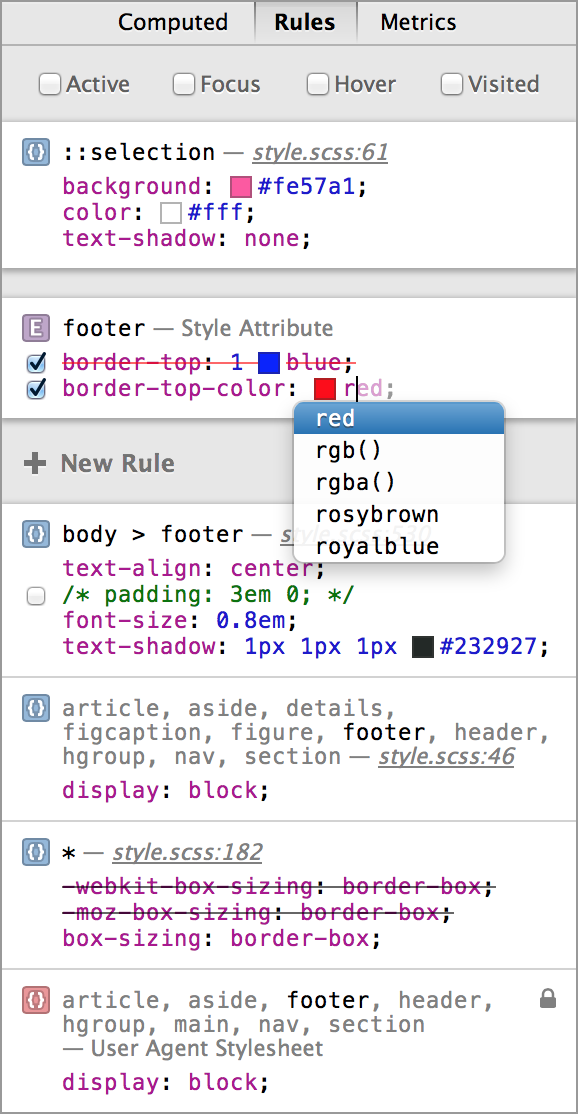 Computed Rules Metrics
Active Focus Hover Visited
{} ::selection — style.scss:61
background: #fe57a1;
color: #fff;
text-shadow: none;
E footer — Style Attribute
border-top: 1 blue;
border-top-color: red;
red
rgb()
rgba()
rosybrown
royalblue
+ New Rule
{} body > footer — style.scss:530
text-align: center;
/* padding: 3em 0; */
font-size: 0.8em;
text-shadow: 1px 1px 1px #232927;
{} article, aside, details,
figcaption, figure, footer, header,
hgroup, nav, section — style.scss:46
display: block;
{} * — style.scss:182
-webkit-box-sizing: border-box;
-moz-box-sizing: border-box;
box-sizing: border-box;
{} article, aside, footer, header,
hgroup, main, nav, section
— User Agent Stylesheet
display: block;